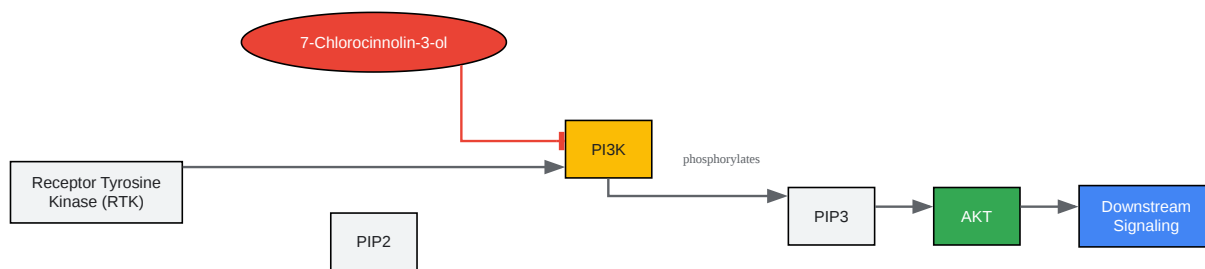 7-Chlorocinnolin-3-ol
PI3K
phosphorylates
Receptor Tyrosine
Kinase (RTK)
PIP2
PIP3
AKT
Downstream
Signaling